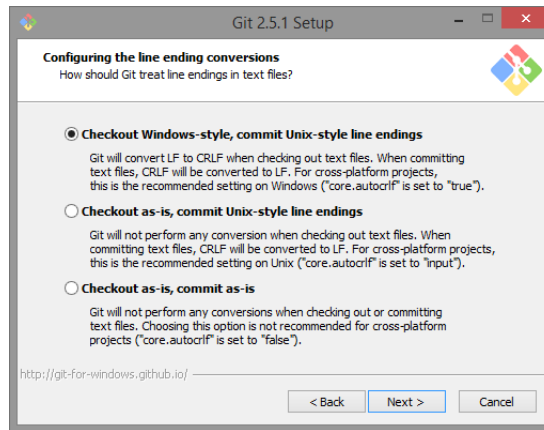 Git 2.5.1 Setup
Configuring the line ending conversions
How should Git treat line endings in text files?
Checkout Windows-style, commit Unix-style line endings
Git will convert LF to CRLF when checking out text files. When committing
text files, CRLF will be converted to LF. For cross-platform projects,
this is the recommended setting on Windows ("core.autocrlf" is set to "true").
Checkout as-is, commit Unix-style line endings
Git will not perform any conversion when checking out text files. When
committing text files, CRLF will be converted to LF. For cross-platform projects,
this is the recommended setting on Unix ("core.autocrlf" is set to "input").
Checkout as-is, commit as-is
Git will not perform any conversions when checking out or committing
text files. Choosing this option is not recommended for cross-platform
projects ("core.autocrlf" is set to "false").
http://git-for-windows.github.io/
< Back Next > Cancel